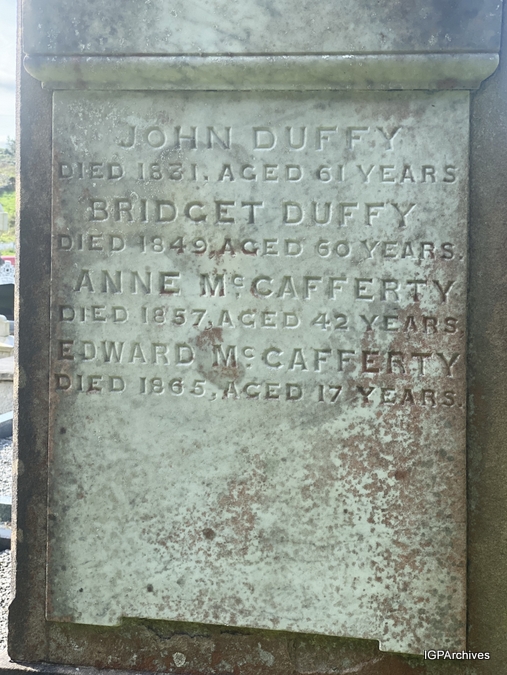 JOHN DUFFY
DIED 1831. AGED 61 YEARS
BRIDGET DUFFY
DIED 1849, AGED 60 YEARS.
ANNE McCAFFERTY
DIED 1857, AGED 42 YEARS.
EDWARD McCAFFERTY
DIED 1865, AGED 17 YEARS.
IGPArchives